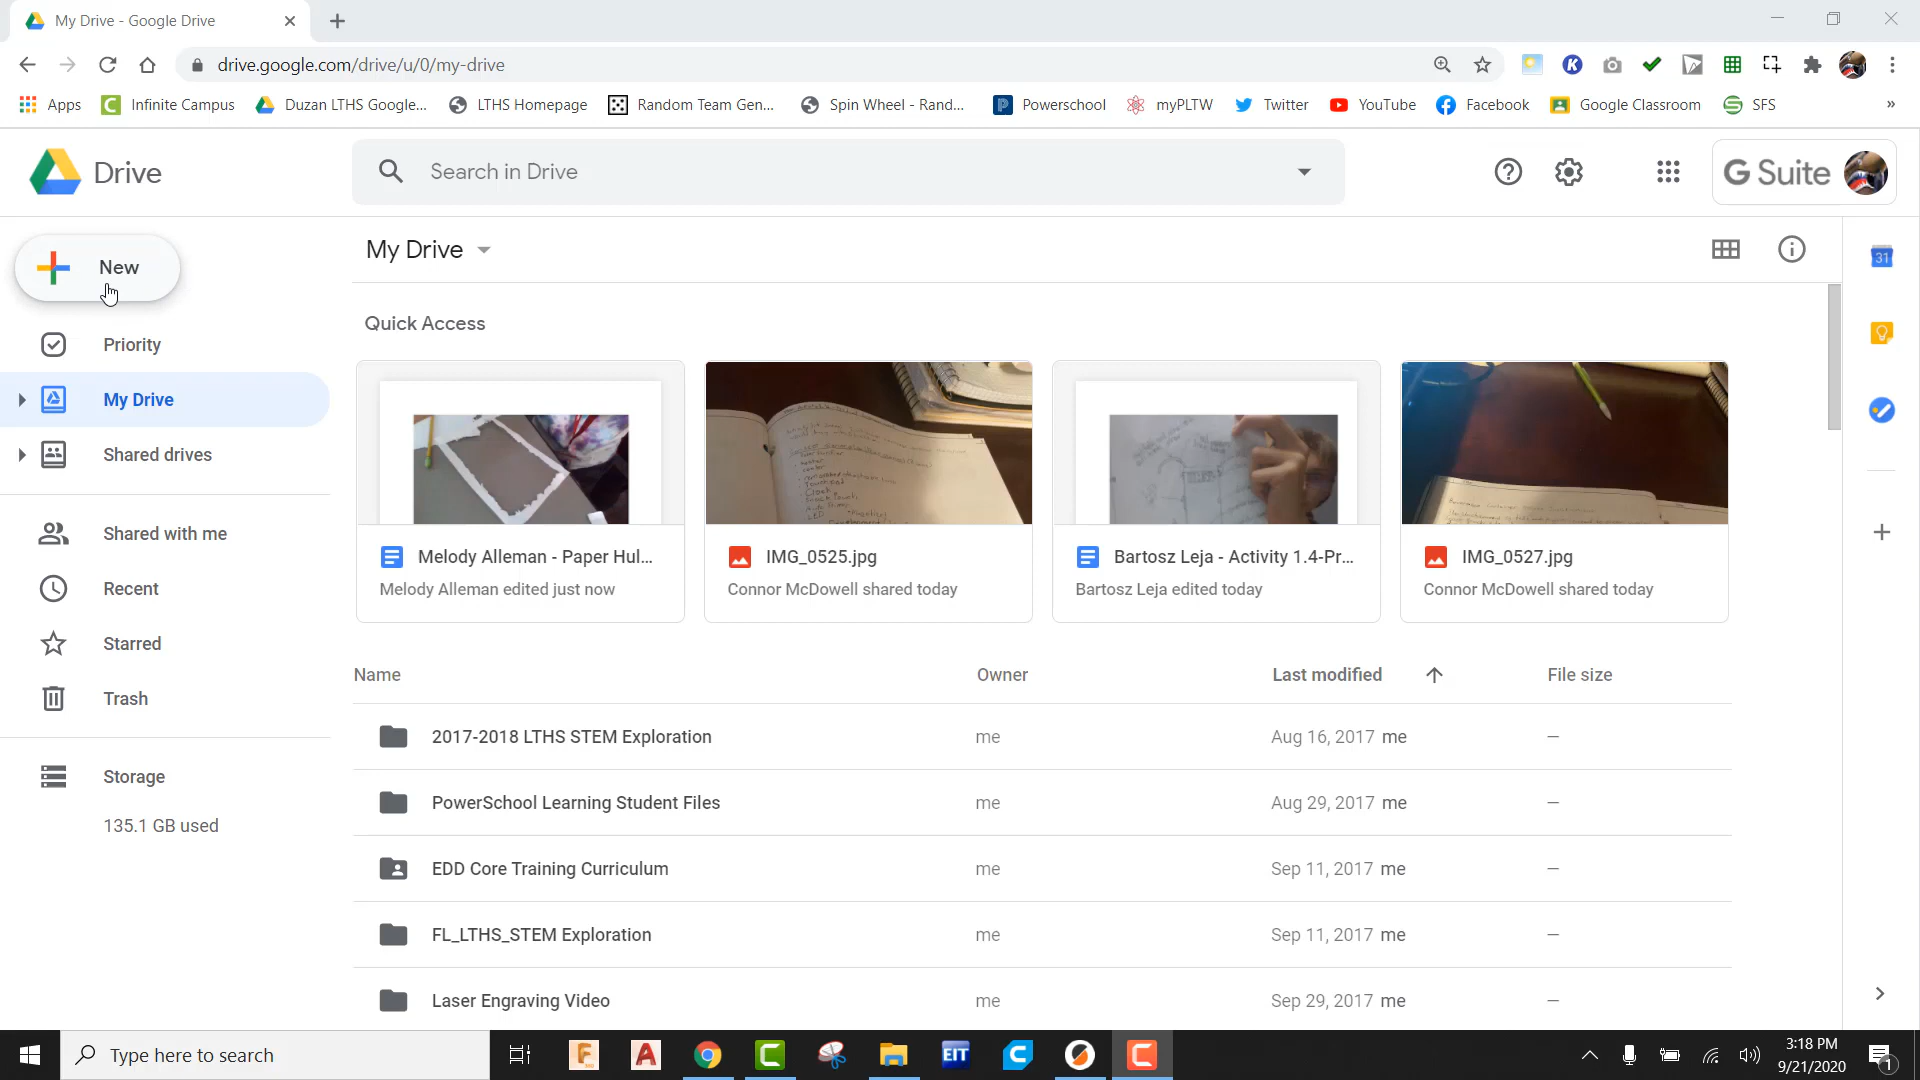 My Drive - Google Drive
drive.google.com/drive/u/0/my-drive
Apps Infinite Campus Duzan LTHS Google... LTHS Homepage Random Team Gen... Spin Wheel - Rand... Powerschool myPLTW Twitter YouTube Facebook Google Classroom SFS »
Drive
Search in Drive
G Suite
New
My Drive
31
Priority
My Drive
Shared drives
Shared with me
Recent
Starred
Trash
Storage
135.1 GB used
Quick Access
Melody Alleman - Paper Hul...
Melody Alleman edited just now
IMG_0525.jpg
Connor McDowell shared today
Bartosz Leja - Activity 1.4-Pr...
Bartosz Leja edited today
IMG_0527.jpg
Connor McDowell shared today
Name Owner Last modified File size
2017-2018 LTHS STEM Exploration me Aug 16, 2017 me —
PowerSchool Learning Student Files me Aug 29, 2017 me —
EDD Core Training Curriculum me Sep 11, 2017 me —
FL_LTHS_STEM Exploration me Sep 11, 2017 me —
Laser Engraving Video me Sep 29, 2017 me —
Type here to search
EIT
3:18 PM
9/21/2020
1